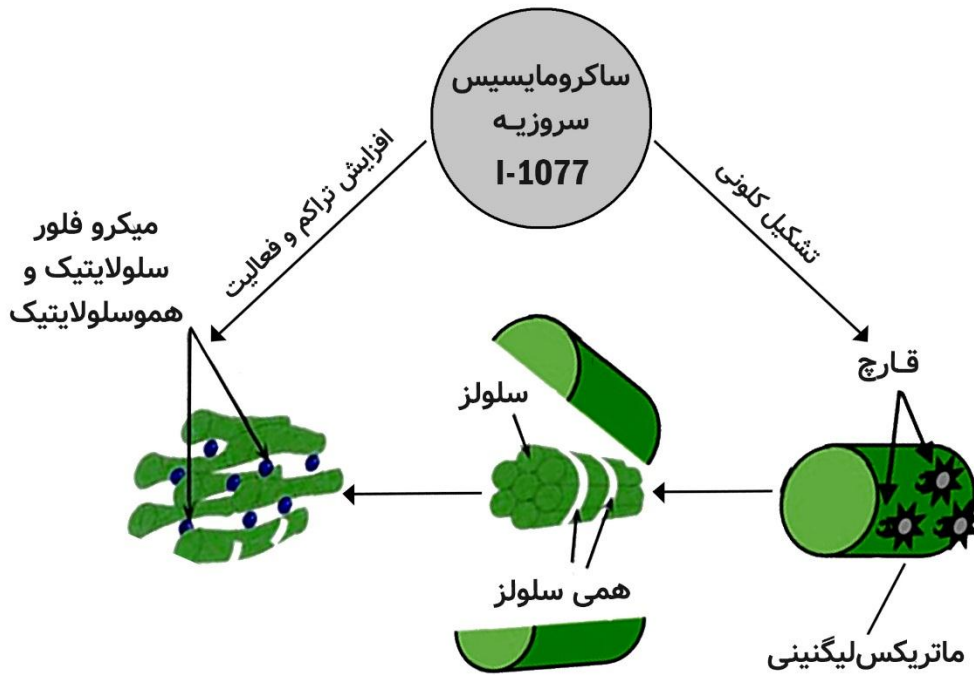 ساکرومایسیس
سروزیـه
I-1077
افزایش تراکم و فعالیت
تشکیل کلونی
میکرو فلور
سلولایتیک و
هموسلولایتیک
سلولز
قـارچ
همی سلولز
ماتریکس‌لیگنینی